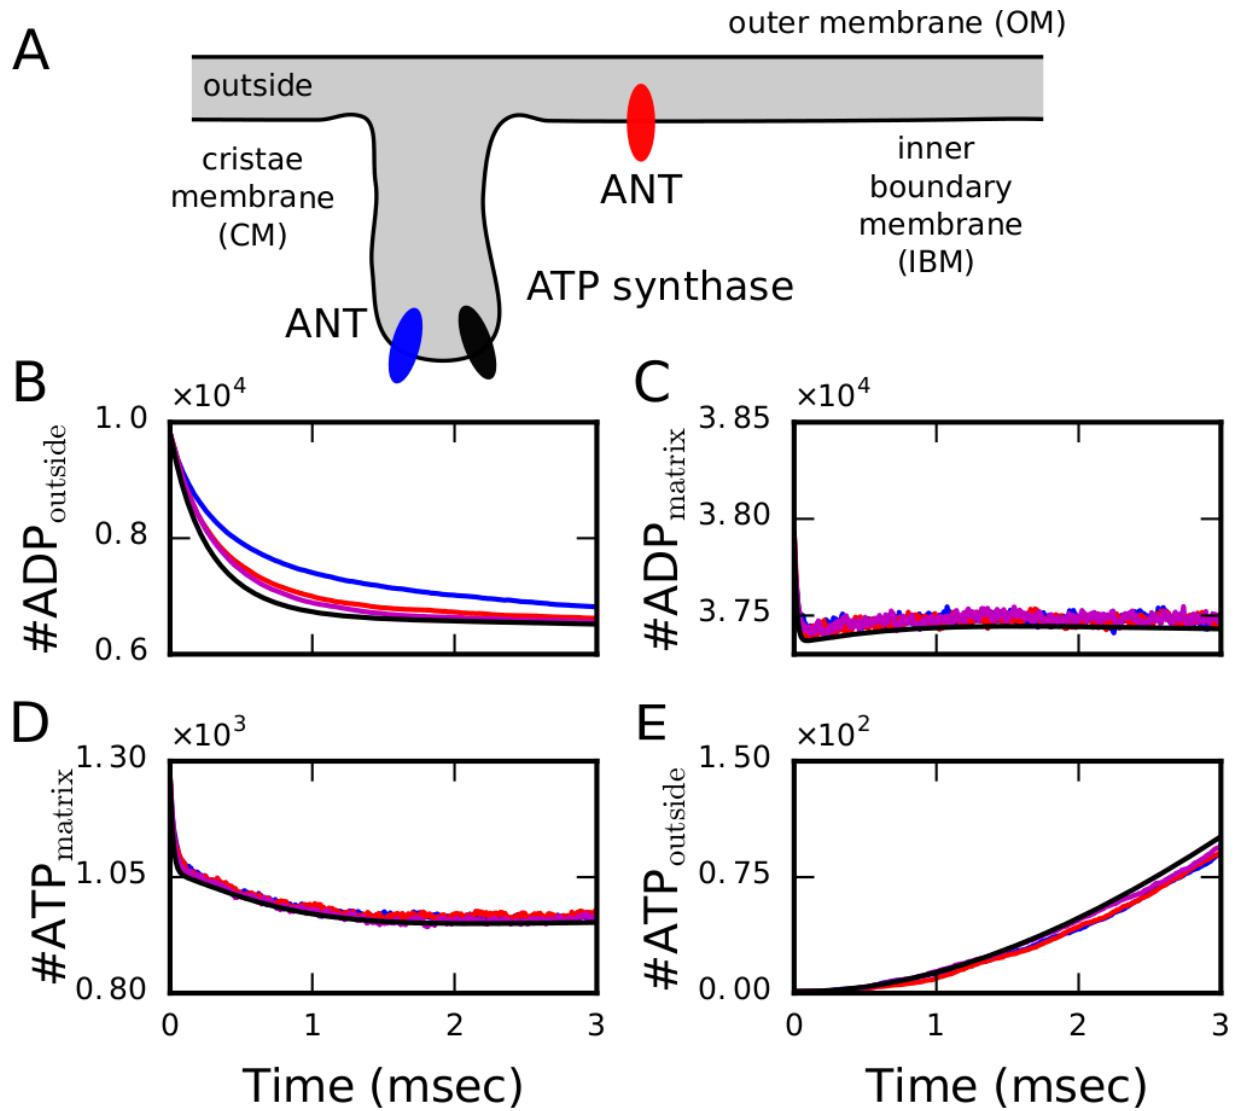 A
outer membrane (OM)
outside
cristae
membrane
(CM)
ANT
inner
boundary
membrane
(IBM)
ATP synthase
ANT
B
×10⁴
1.0
0.8
0.6
#ADP_outside
C
×10⁴
3.85
3.80
3.75
#ADP_matrix
D
×10³
1.30
1.05
0.80
#ATP_matrix
0 1 2 3
Time (msec)
E
×10²
1.50
0.75
0.00
#ATP_outside
0 1 2 3
Time (msec)